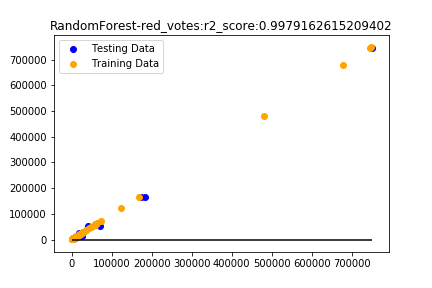 RandomForest-red_votes:r2_score:0.9979162615209402
Testing Data
Training Data
700000
600000
500000
400000
300000
200000
100000
0
0 100000 200000 300000 400000 500000 600000 700000